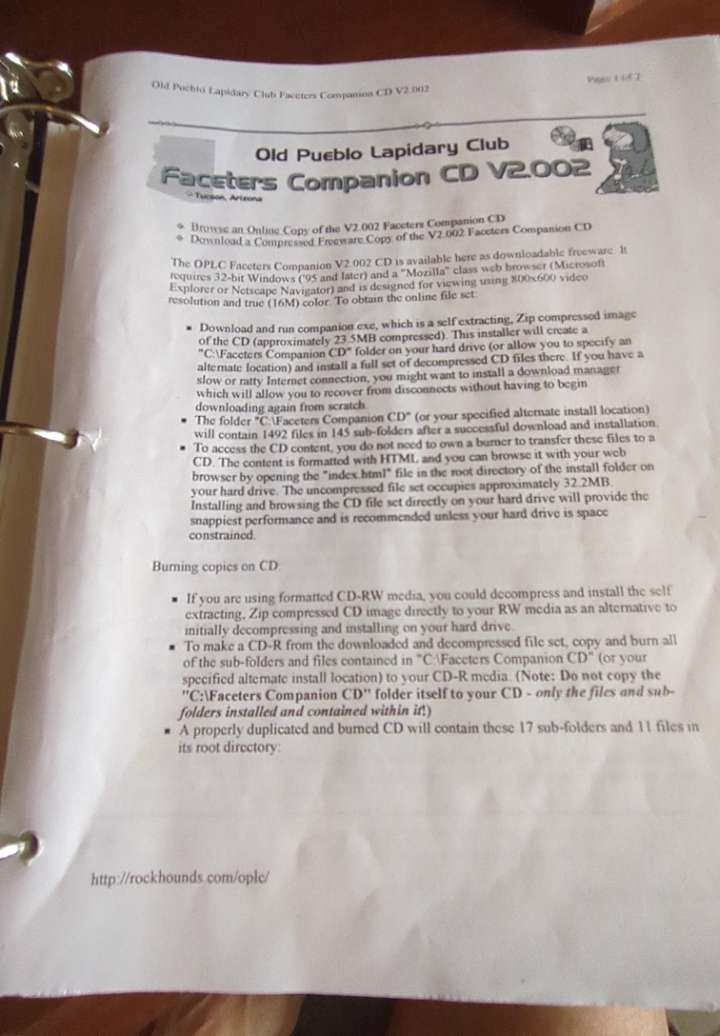 Old Pueblo Lapidary Club Faceters Companion CD V2.002
Page 1 of 2
Old Pueblo Lapidary Club
Faceters Companion CD V2.002
Tucson, Arizona
Browse an Online Copy of the V2.002 Faceters Companion CD
Download a Compressed Freeware Copy of the V2.002 Faceters Companion CD
The OPLC Faceters Companion V2.002 CD is available here as downloadable freeware. It
requires 32-bit Windows ('95 and later) and a "Mozilla" class web browser (Microsoft
Explorer or Netscape Navigator) and is designed for viewing using 800x600 video
resolution and true (16M) color. To obtain the online file set:
▪ Download and run companion.exe, which is a self extracting, Zip compressed image
of the CD (approximately 23.5MB compressed). This installer will create a
"C:\Faceters Companion CD" folder on your hard drive (or allow you to specify an
alternate location) and install a full set of decompressed CD files there. If you have a
slow or ratty Internet connection, you might want to install a download manager
which will allow you to recover from disconnects without having to begin
downloading again from scratch.
▪ The folder "C:\Faceters Companion CD" (or your specified alternate install location)
will contain 1492 files in 145 sub-folders after a successful download and installation.
▪ To access the CD content, you do not need to own a burner to transfer these files to a
CD. The content is formatted with HTML and you can browse it with your web
browser by opening the "index.html" file in the root directory of the install folder on
your hard drive. The uncompressed file set occupies approximately 32.2MB.
Installing and browsing the CD file set directly on your hard drive will provide the
snappiest performance and is recommended unless your hard drive is space
constrained.
Burning copies on CD:
▪ If you are using formatted CD-RW media, you could decompress and install the self
extracting, Zip compressed CD image directly to your RW media as an alternative to
initially decompressing and installing on your hard drive.
▪ To make a CD-R from the downloaded and decompressed file set, copy and burn all
of the sub-folders and files contained in "C:\Faceters Companion CD" (or your
specified alternate install location) to your CD-R media. (Note: Do not copy the
"C:\Faceters Companion CD" folder itself to your CD - only the files and sub-
folders installed and contained within it!)
▪ A properly duplicated and burned CD will contain these 17 sub-folders and 11 files in
its root directory:
http://rockhounds.com/oplc/